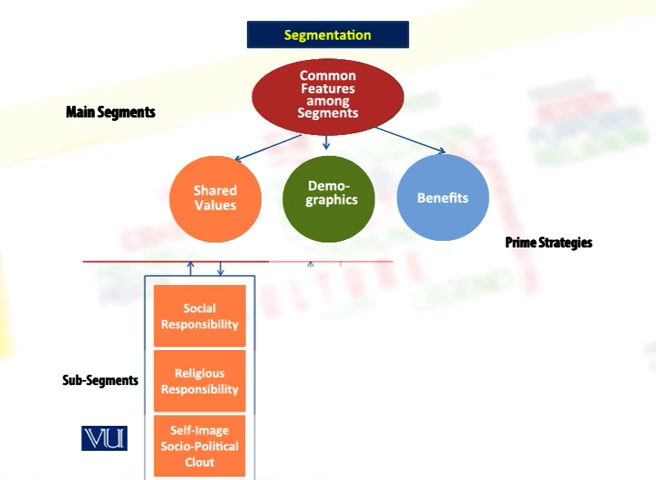 Segmentation
Common
Features
among
Segments
Main Segments
Shared
Values
Demo-
graphics
Benefits
Prime Strategies
Social
Responsibility
Religious
Responsibility
Sub-Segments
Self-Image
Socio-Political
Clout
VU